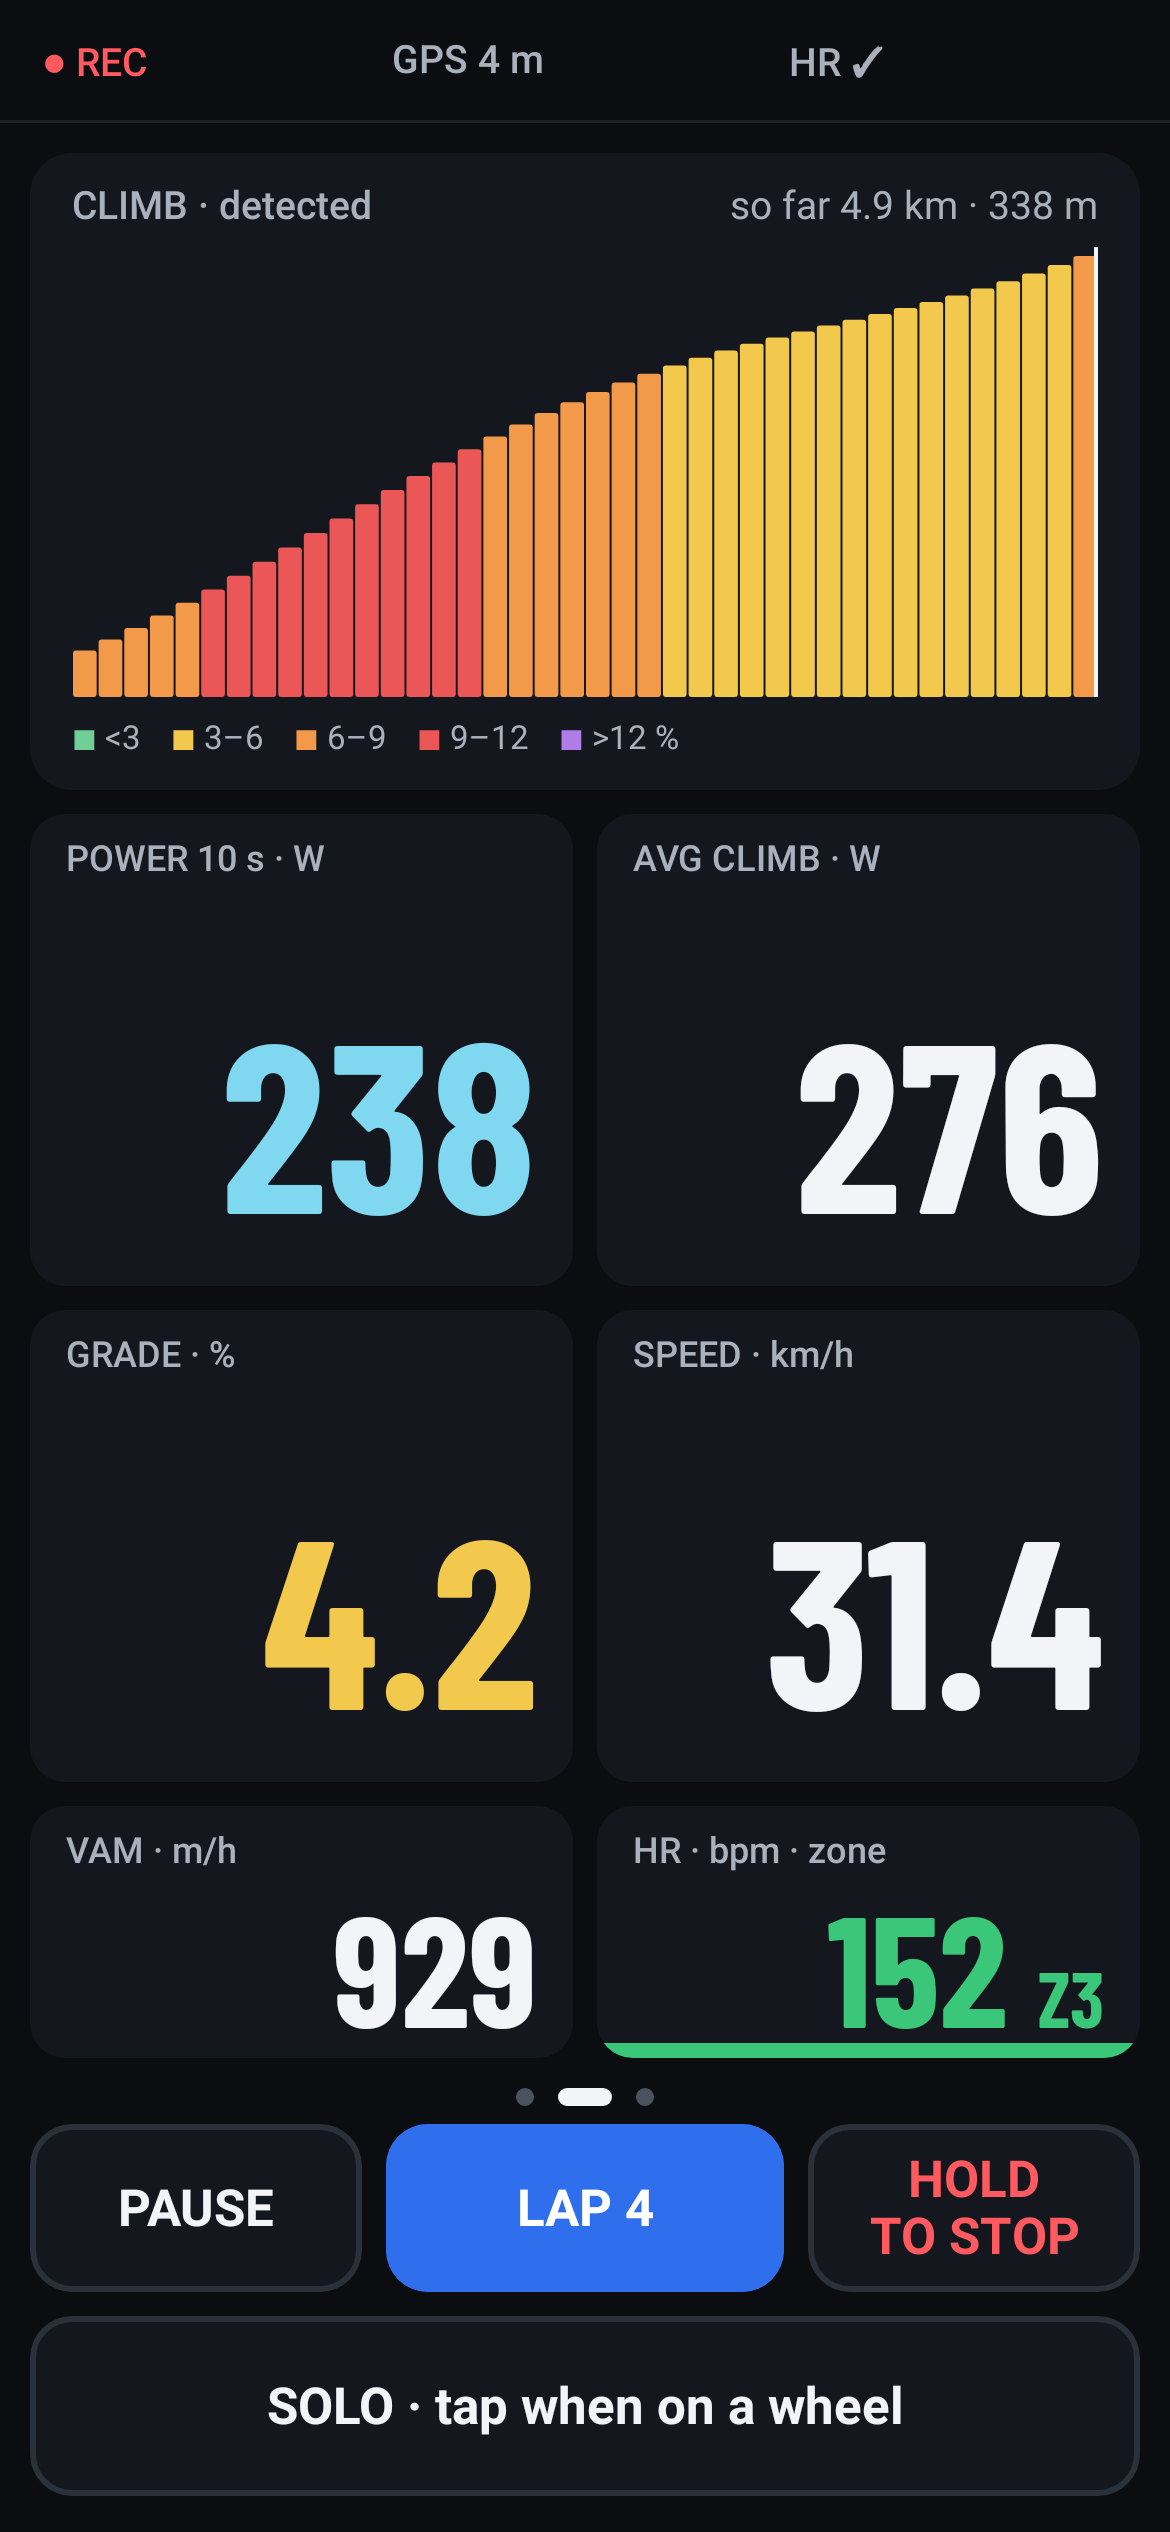 ● REC
GPS 4 m
HR ✓
CLIMB · detected
so far 4.9 km · 338 m
<3
3–6
6–9
9–12
>12 %
POWER 10 s · W
AVG CLIMB · W
238
276
GRADE · %
SPEED · km/h
4.2
31.4
VAM · m/h
HR · bpm · zone
929
152 Z3
PAUSE
LAP 4
HOLD
TO STOP
SOLO · tap when on a wheel